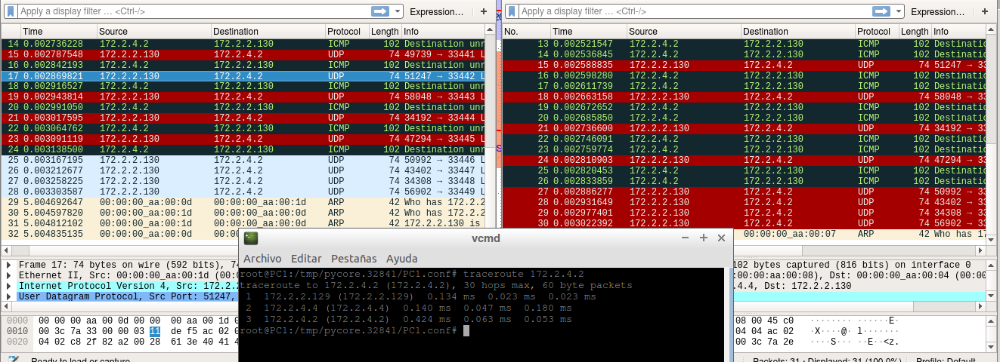 Apply a display filter … <Ctrl-/> Expression… +
Time Source Destination Protocol Length Info
14 0.002736228 172.2.4.2 172.2.2.130 ICMP 102 Destination unr
15 0.002787548 172.2.2.130 172.2.4.2 UDP 74 49739 → 33441 L
16 0.002842193 172.2.4.2 172.2.2.130 ICMP 102 Destination unr
17 0.002869821 172.2.2.130 172.2.4.2 UDP 74 51247 → 33442 L
18 0.002916527 172.2.4.2 172.2.2.130 ICMP 102 Destination unr
19 0.002943814 172.2.2.130 172.2.4.2 UDP 74 58048 → 33443 L
20 0.002991050 172.2.4.2 172.2.2.130 ICMP 102 Destination unr
21 0.003017595 172.2.2.130 172.2.4.2 UDP 74 34192 → 33444 L
22 0.003064762 172.2.4.2 172.2.2.130 ICMP 102 Destination unr
23 0.003091119 172.2.2.130 172.2.4.2 UDP 74 47294 → 33445 L
24 0.003138500 172.2.4.2 172.2.2.130 ICMP 102 Destination unr
25 0.003167195 172.2.2.130 172.2.4.2 UDP 74 50992 → 33446 L
26 0.003212677 172.2.2.130 172.2.4.2 UDP 74 43402 → 33447 L
27 0.003258225 172.2.2.130 172.2.4.2 UDP 74 34308 → 33448 L
28 0.003303587 172.2.2.130 172.2.4.2 UDP 74 56902 → 33449 L
29 5.004692647 00:00:00_aa:00:0d 00:00:00_aa:00:1d ARP 42 Who has 172.2.2
30 5.004597820 00:00:00_aa:00:1d 00:00:00_aa:00:0d ARP 42 Who has 172.2.2
31 5.004812102 00:00:00_aa:00:1d 00:00:00_aa:00:0d ARP 42 172.2.2.130 is
32 5.004835135 00:00:00_aa:00:0d 00:00:00_aa:00:1d ARP 42
Frame 17: 74 bytes on wire (592 bits), 74
Ethernet II, Src: 00:00:00_aa:00:1d (
Internet Protocol Version 4, Src: 172.2.2
User Datagram Protocol, Src Port: 51247,
0000 00 00 00 aa 00 0d 00 00 00 aa 00 1d 0
0010 00 3c 7a 33 00 00 03 11 de f5 ac 02 0
0020 04 02 c8 2f 82 a2 00 28 61 3e 40 41 4
Ready to load or capture
Apply a display filter … <Ctrl-/> Expression… +
No. Time Source Destination Protocol Length Info
13 0.002521547 172.2.4.2 172.2.2.130 ICMP 102 Destinatio
14 0.002536845 172.2.4.2 172.2.2.130 ICMP 102 Destinatio
15 0.002588835 172.2.2.130 172.2.4.2 UDP 74 51247 → 33
16 0.002598280 172.2.4.2 172.2.2.130 ICMP 102 Destinatio
17 0.002611739 172.2.4.2 172.2.2.130 ICMP 102 Destinatio
18 0.002663158 172.2.2.130 172.2.4.2 UDP 74 58048 → 33
19 0.002672652 172.2.4.2 172.2.2.130 ICMP 102 Destinatio
20 0.002685850 172.2.4.2 172.2.2.130 ICMP 102 Destinatio
21 0.002736600 172.2.2.130 172.2.4.2 UDP 74 34192 → 33
22 0.002746091 172.2.4.2 172.2.2.130 ICMP 102 Destinatio
23 0.002759774 172.2.4.2 172.2.2.130 ICMP 102 Destinatio
24 0.002810903 172.2.2.130 172.2.4.2 UDP 74 47294 → 33
25 0.002820453 172.2.4.2 172.2.2.130 ICMP 102 Destinatio
26 0.002833859 172.2.4.2 172.2.2.130 ICMP 102 Destinatio
27 0.002886277 172.2.2.130 172.2.4.2 UDP 74 50992 → 33
28 0.002931649 172.2.2.130 172.2.4.2 UDP 74 43402 → 33
29 0.002977401 172.2.2.130 172.2.4.2 UDP 74 34308 → 33
30 0.003022392 172.2.2.130 172.2.4.2 UDP 74 56902 → 33
00:00:00_aa:00:07 ARP 42 Who has 17
102 bytes captured (816 bits) on interface 0
aa:00:08), Dst: 00:00:00_aa:00:04 (00:00
.4.4, Dst: 172.2.2.130
08 00 45 c0 ········ ······E·
04 04 ac 02 ·X····@· l·······
00 3c 7a 2e ····S··· ··E··<z.
Packets: 31 · Displayed: 31 (100.0%) Profile: Default
vcmd
Archivo Editar Pestañas Ayuda
root@PC1:/tmp/pycore.32841/PC1.conf# traceroute 172.2.4.2
traceroute to 172.2.4.2 (172.2.4.2), 30 hops max, 60 byte packets
1 172.2.2.129 (172.2.2.129) 0.134 ms 0.023 ms 0.023 ms
2 172.2.4.4 (172.2.4.4) 0.140 ms 0.047 ms 0.180 ms
3 172.2.4.2 (172.2.4.2) 0.424 ms 0.063 ms 0.053 ms
root@PC1:/tmp/pycore.32841/PC1.conf#